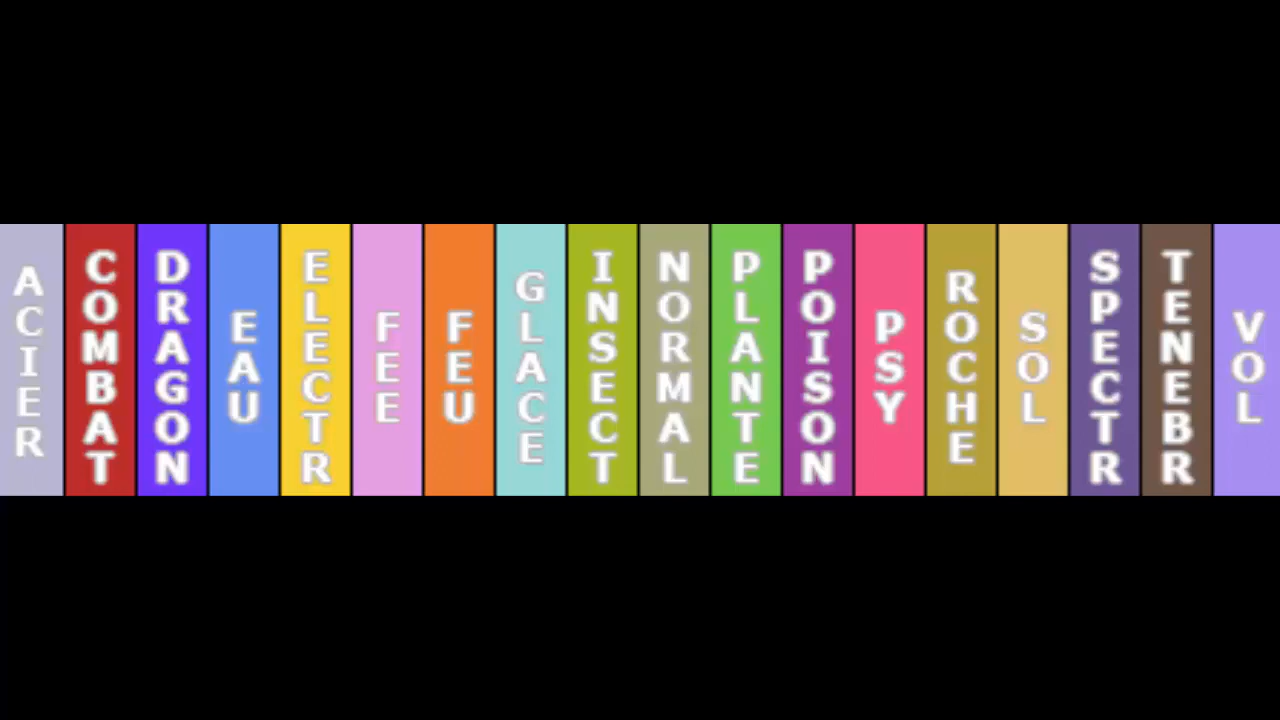 ACIER
COMBAT
DRAGON
EAU
ELECTR
FEE
FEU
GLACE
INSECT
NORMAL
PLANTE
POISON
PSY
ROCHE
SOL
SPECTR
TENEBR
VOL